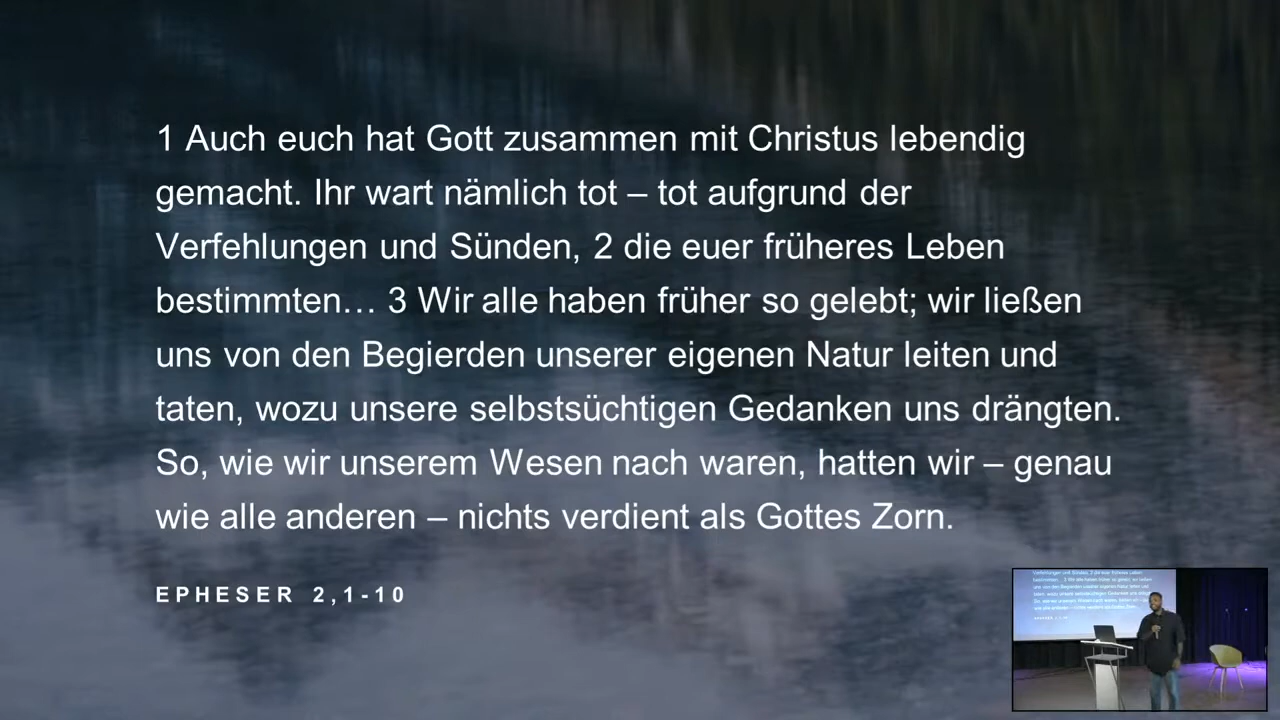 1 Auch euch hat Gott zusammen mit Christus lebendig
gemacht. Ihr wart nämlich tot – tot aufgrund der
Verfehlungen und Sünden, 2 die euer früheres Leben
bestimmten… 3 Wir alle haben früher so gelebt; wir ließen
uns von den Begierden unserer eigenen Natur leiten und
taten, wozu unsere selbstsüchtigen Gedanken uns drängten.
So, wie wir unserem Wesen nach waren, hatten wir – genau
wie alle anderen – nichts verdient als Gottes Zorn.
EPHESER 2,1-10